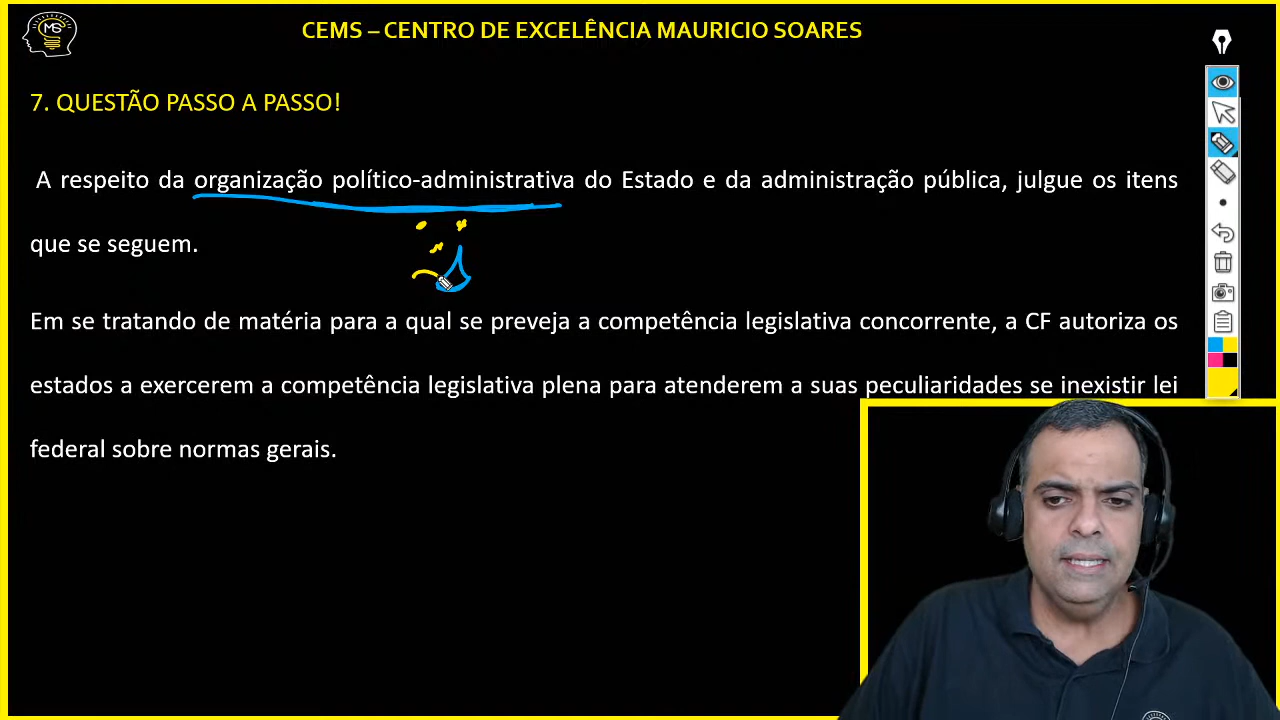 CEMS – CENTRO DE EXCELÊNCIA MAURICIO SOARES
7. QUESTÃO PASSO A PASSO!
A respeito da organização político-administrativa do Estado e da administração pública, julgue os itens
que se seguem.
Em se tratando de matéria para a qual se preveja a competência legislativa concorrente, a CF autoriza os
estados a exercerem a competência legislativa plena para atenderem a suas peculiaridades se inexistir lei
federal sobre normas gerais.